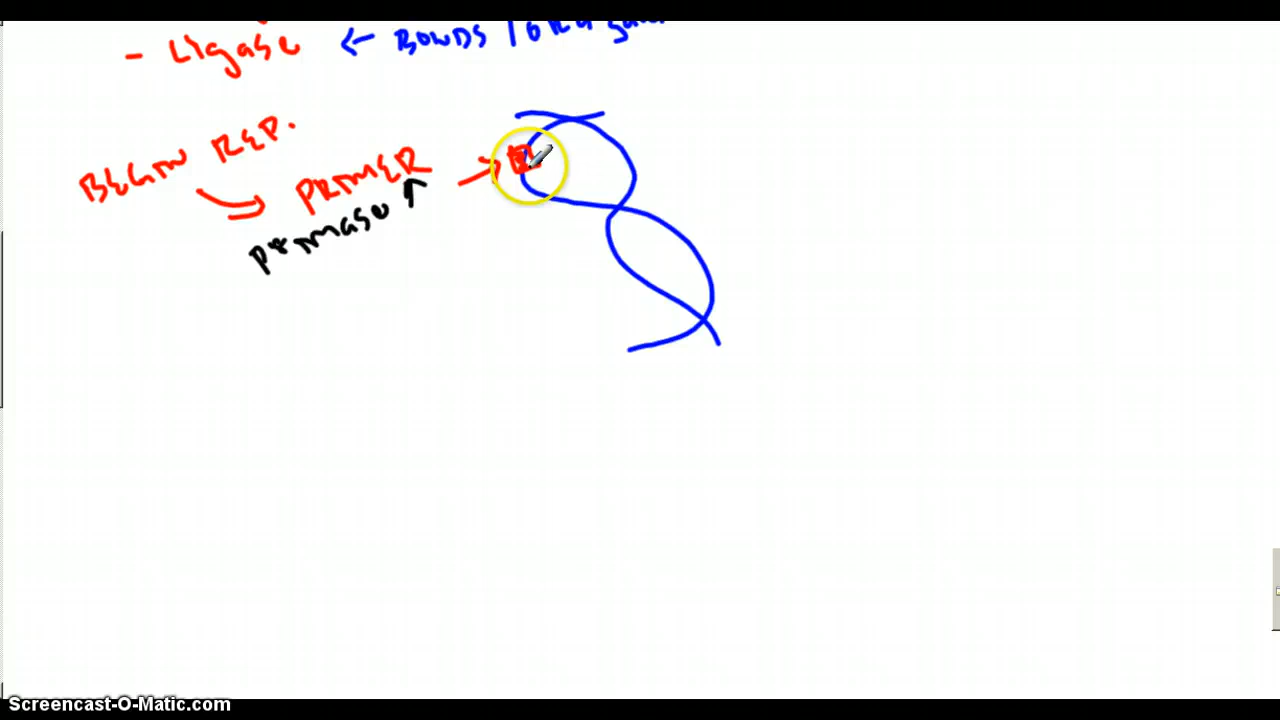 - Ligase ← BONDS
BEGIN REP.
PRIMER →
primase
Screencast-O-Matic.com